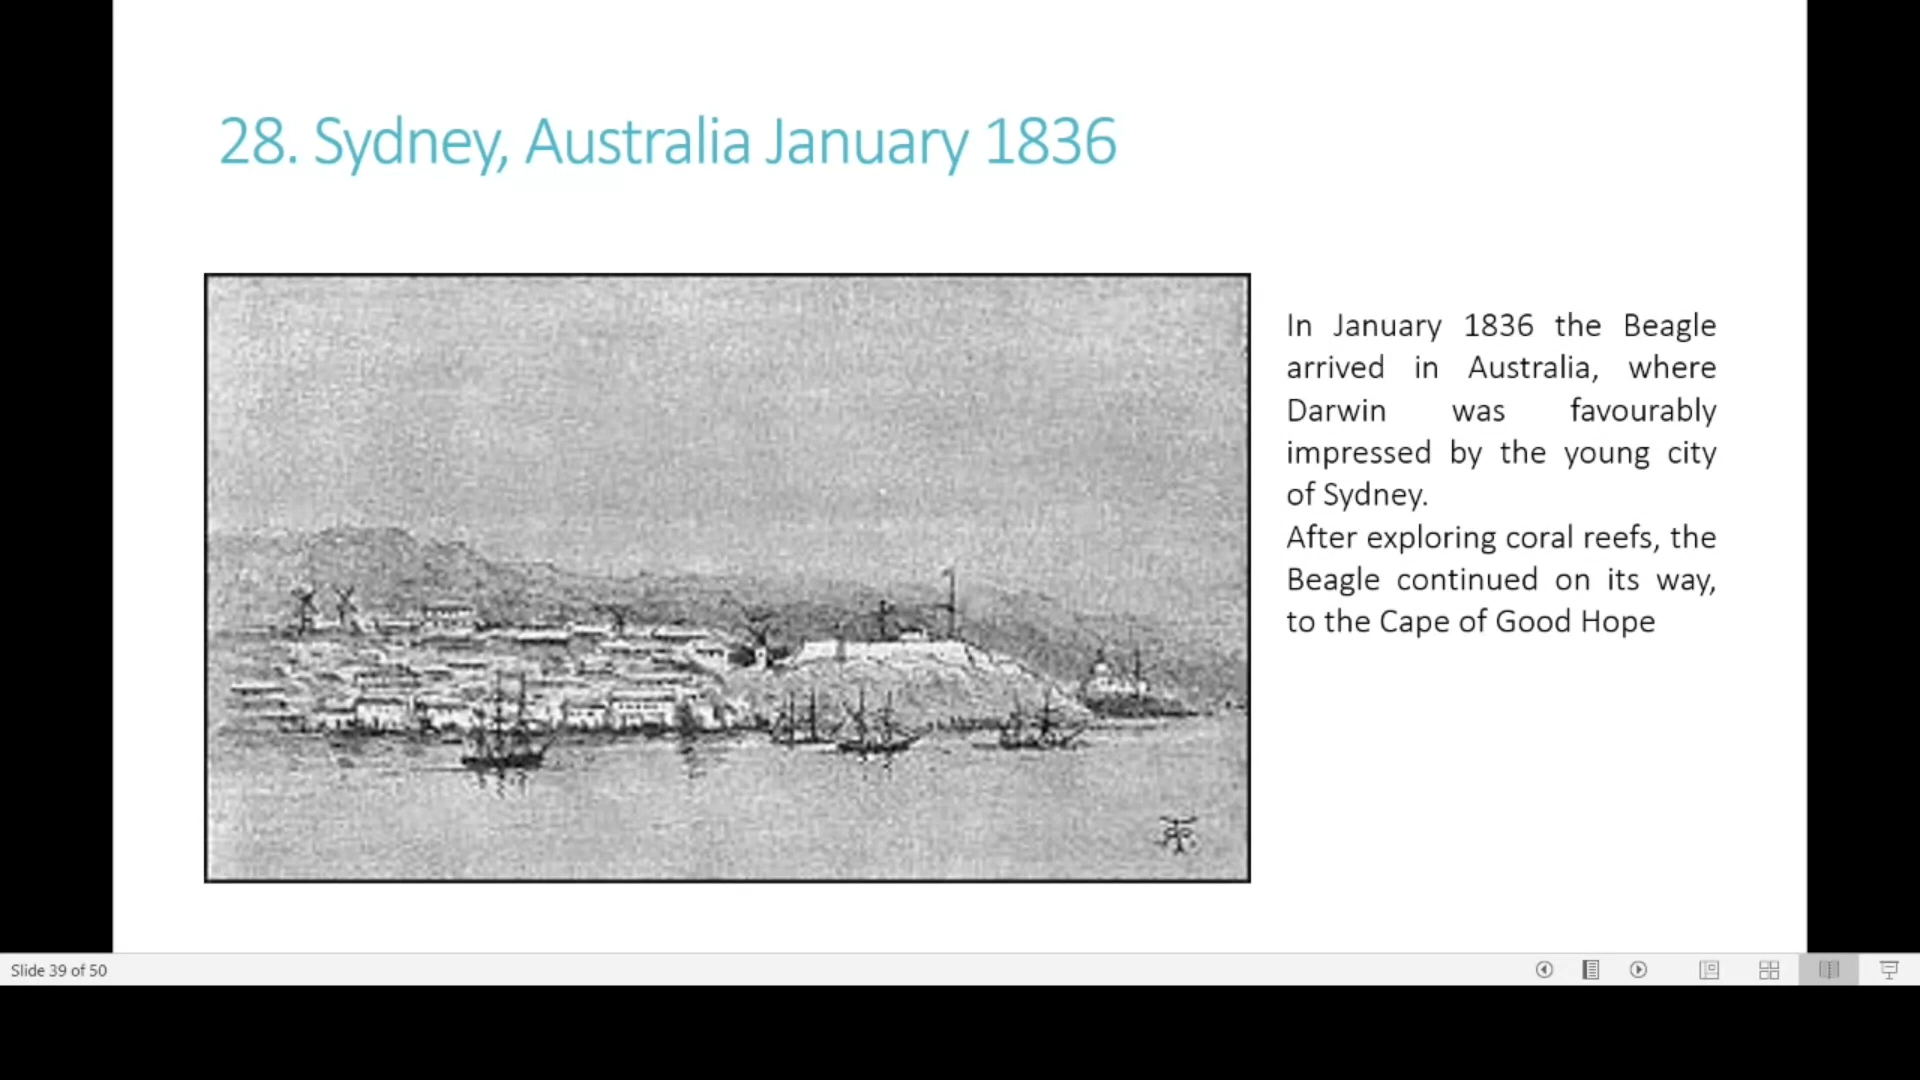 28. Sydney, Australia January 1836
In January 1836 the Beagle
arrived in Australia, where
Darwin was favourably
impressed by the young city
of Sydney.
After exploring coral reefs, the
Beagle continued on its way,
to the Cape of Good Hope
Slide 39 of 50